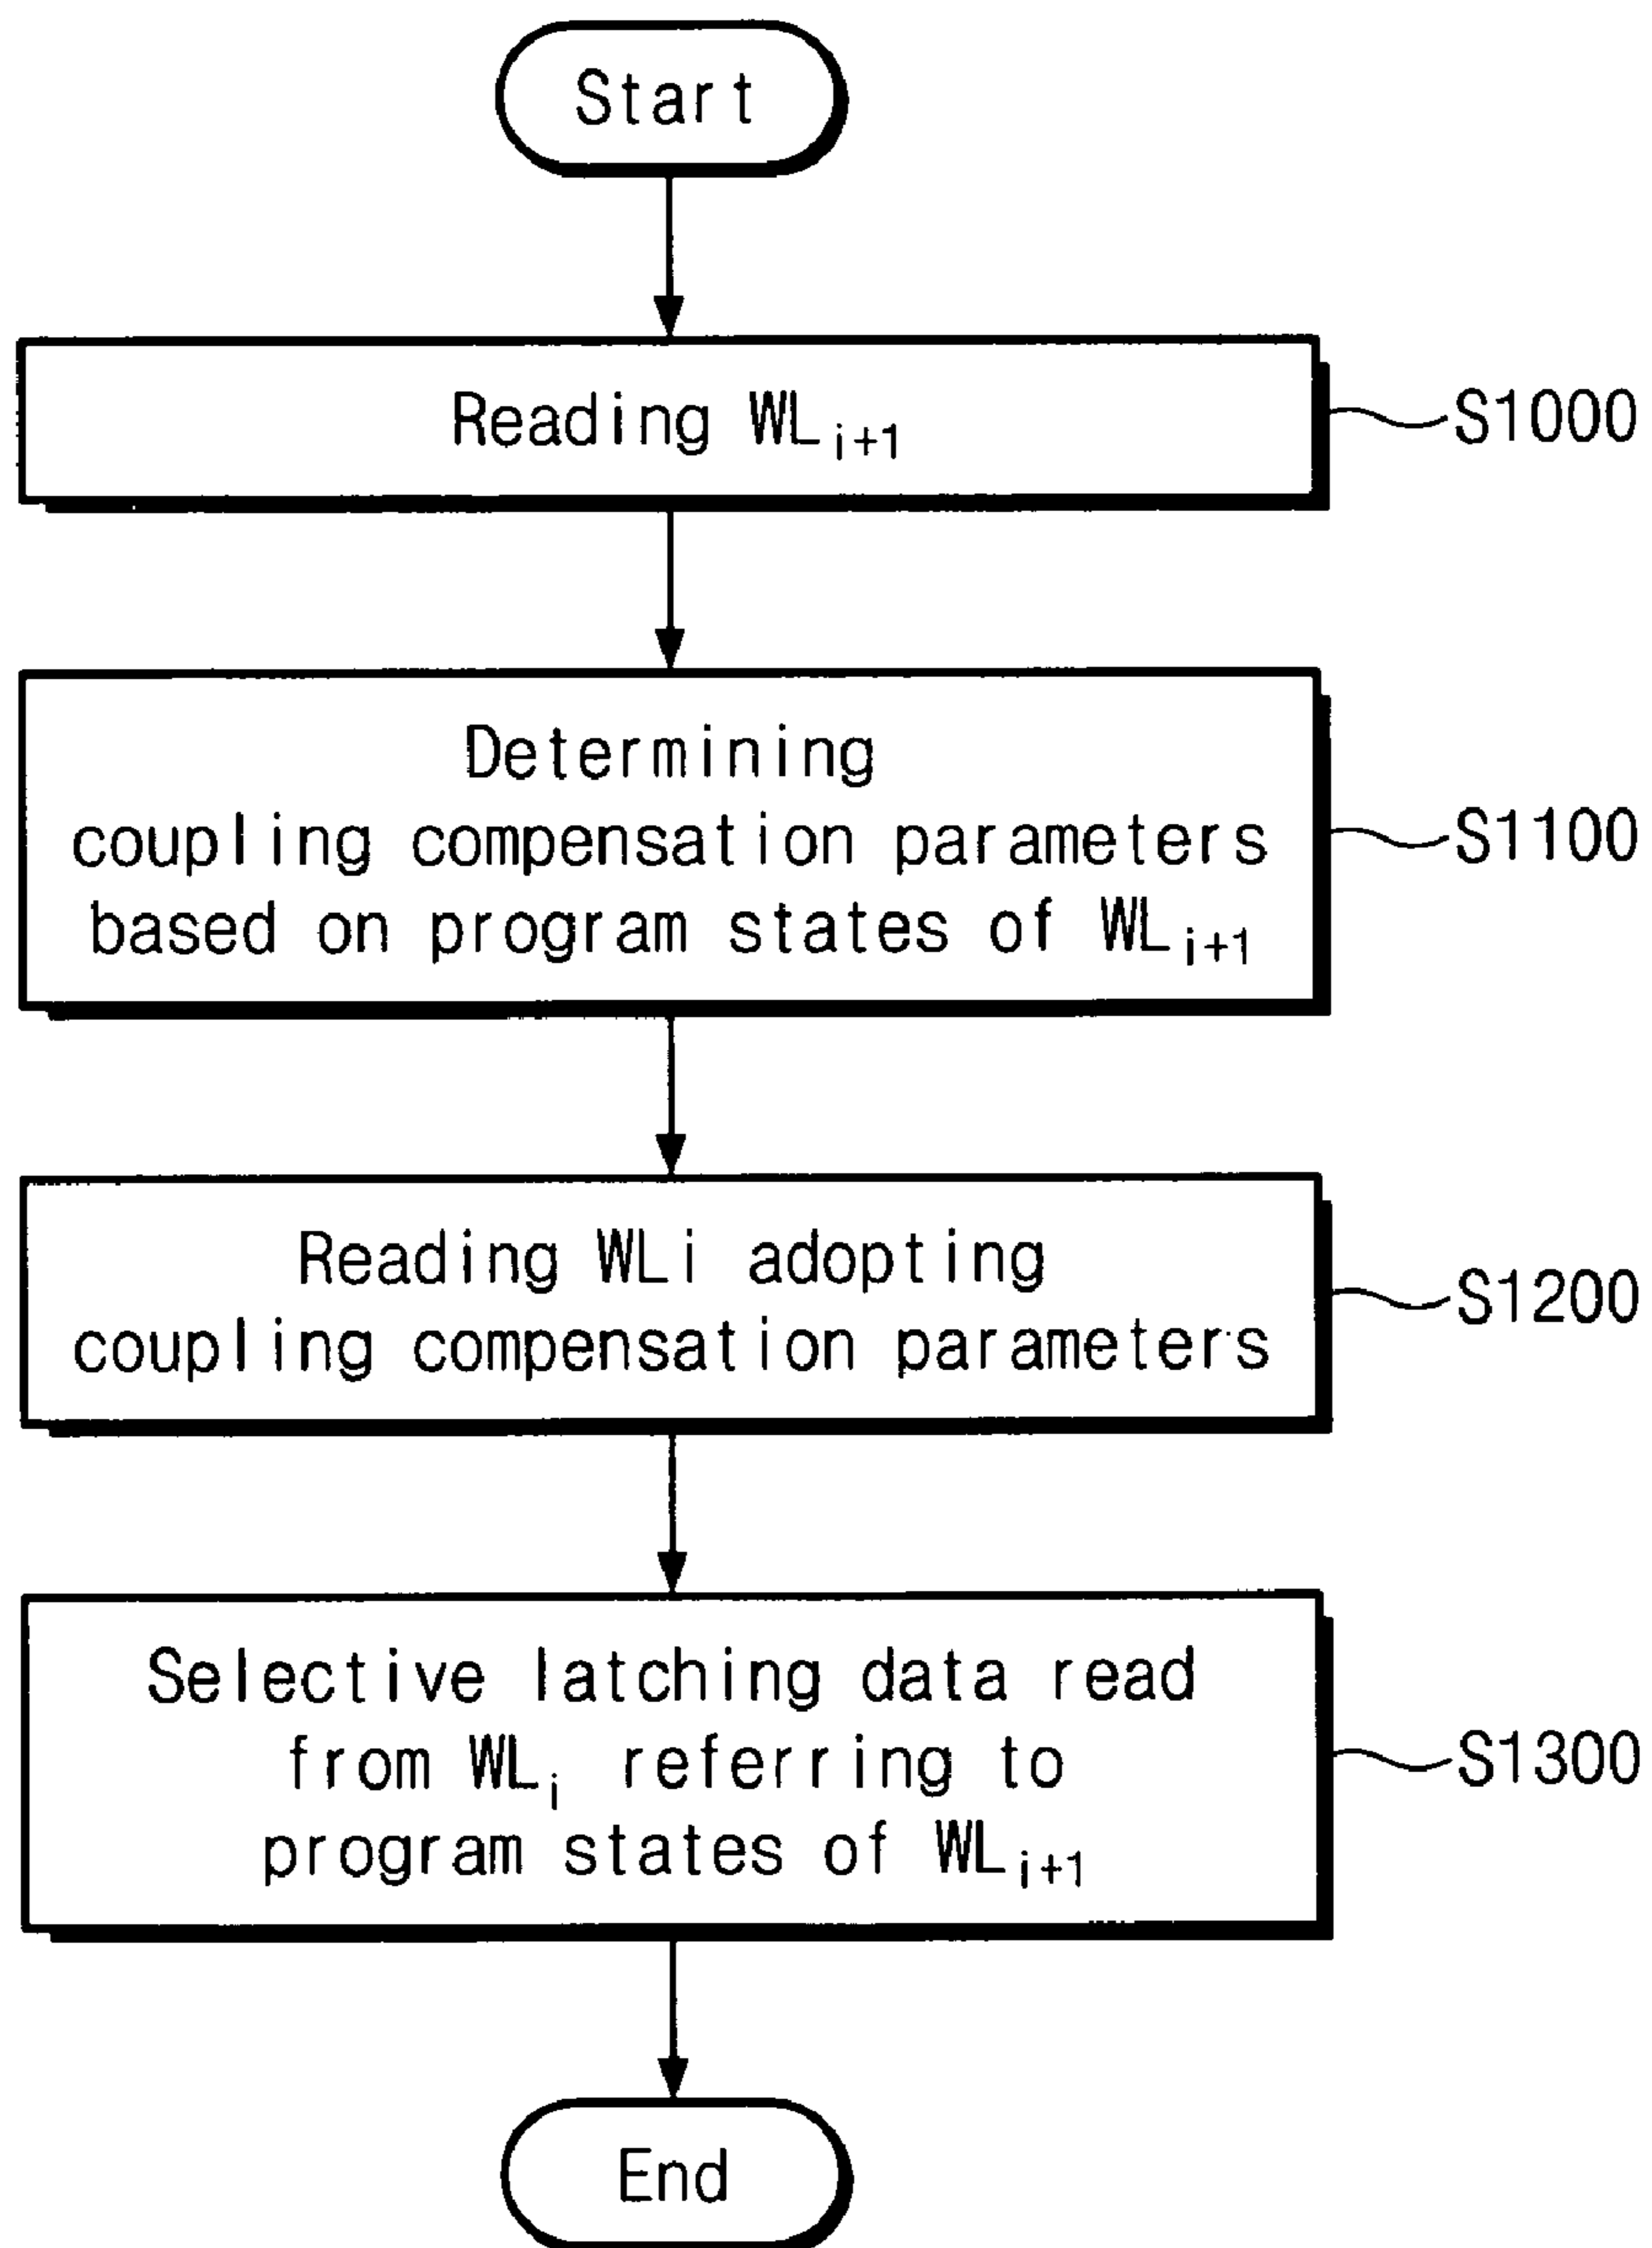 Start
Reading WLi+1
S1000
Determining
coupling compensation parameters
based on program states of WLi+1
S1100
Reading WLi adopting
coupling compensation parameters
S1200
Selective latching data read
from WLi referring to
program states of WLi+1
S1300
End